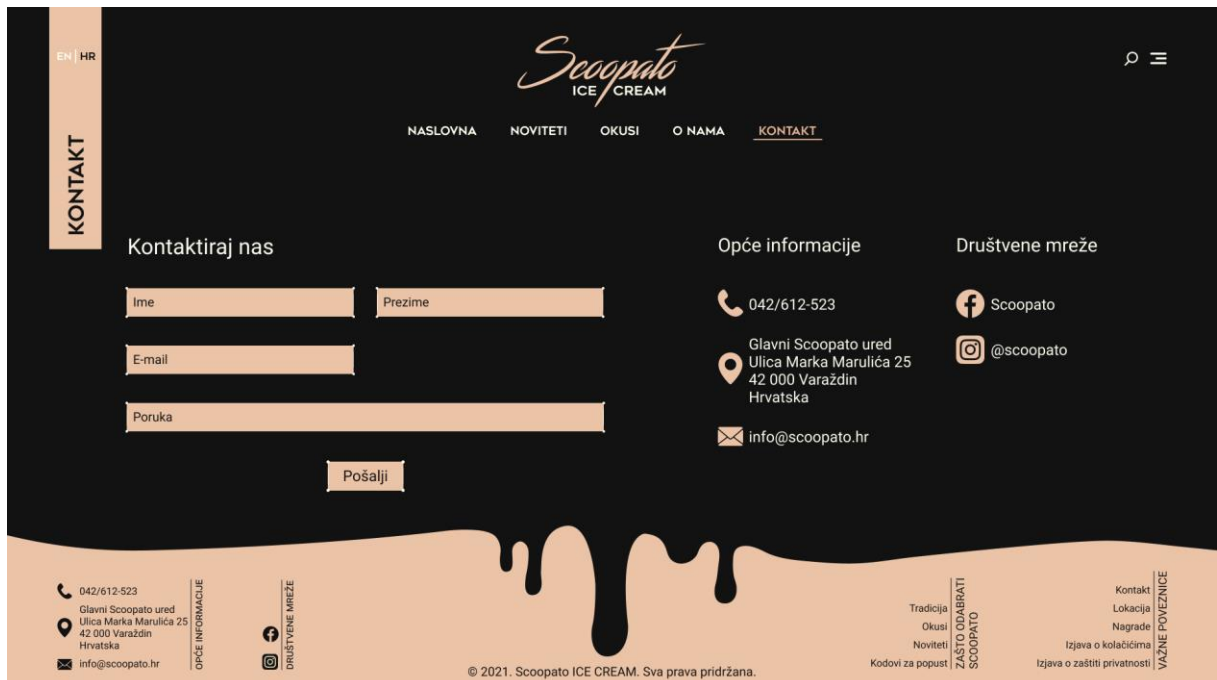 EN | HR
KONTAKT
Scoopato
ICE CREAM
NASLOVNA NOVITETI OKUSI O NAMA KONTAKT
Kontaktiraj nas
Ime
Prezime
E-mail
Poruka
Pošalji
Opće informacije
042/612-523
Glavni Scoopato ured
Ulica Marka Marulića 25
42 000 Varaždin
Hrvatska
info@scoopato.hr
Društvene mreže
Scoopato
@scoopato
042/612-523
Glavni Scoopato ured
Ulica Marka Marulića 25
42 000 Varaždin
Hrvatska
info@scoopato.hr
OPĆE INFORMACIJE
DRUŠTVENE MREŽE
© 2021. Scoopato ICE CREAM. Sva prava pridržana.
Tradicija
Okusi
Noviteti
Kodovi za popust
ZAŠTO ODABRATI
SCOOPATO
Kontakt
Lokacija
Nagrade
Izjava o kolačićima
Izjava o zaštiti privatnosti
VAŽNE POVEZNICE